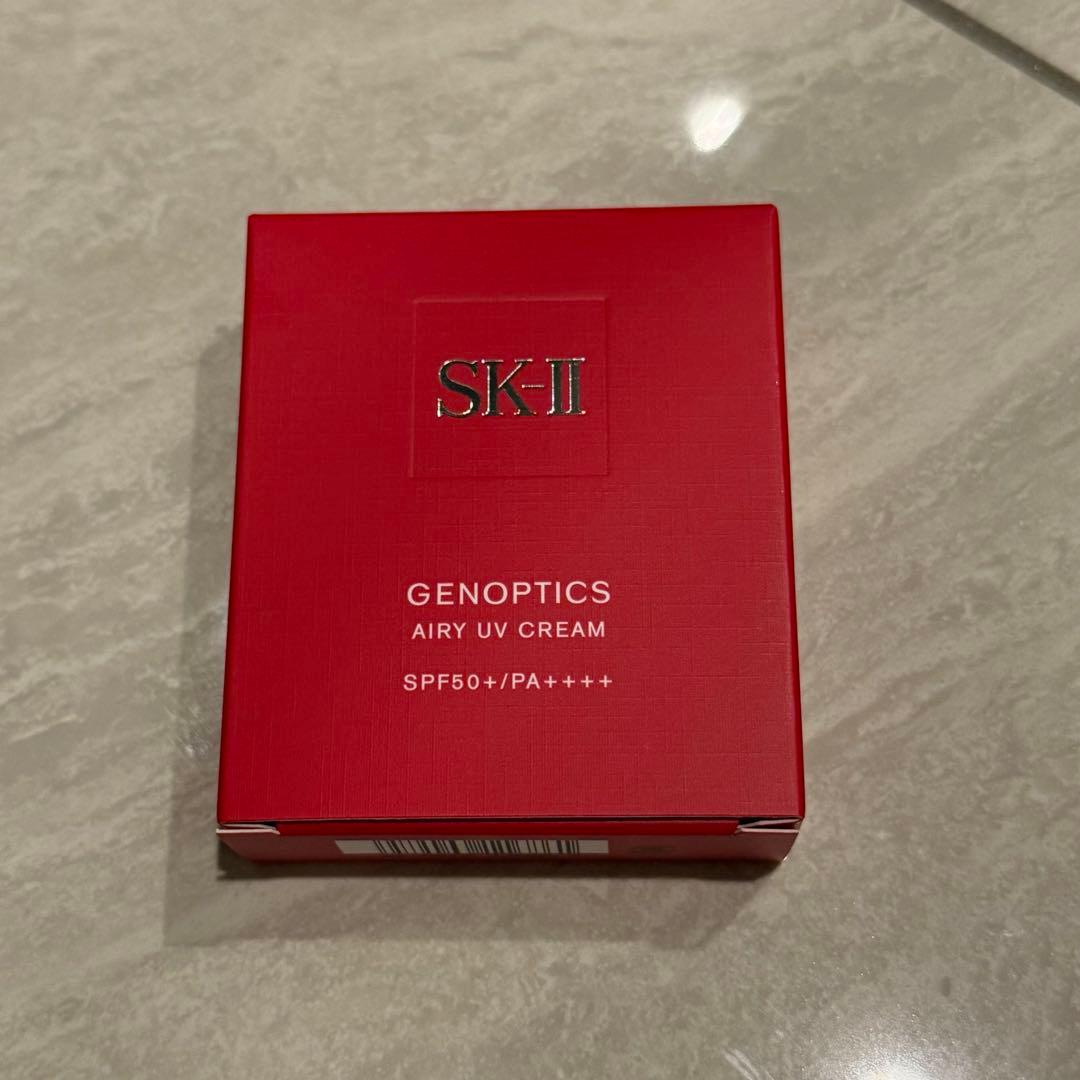 SK-II
GENOPTICS
AIRY UV CREAM
SPF50+/PA++++